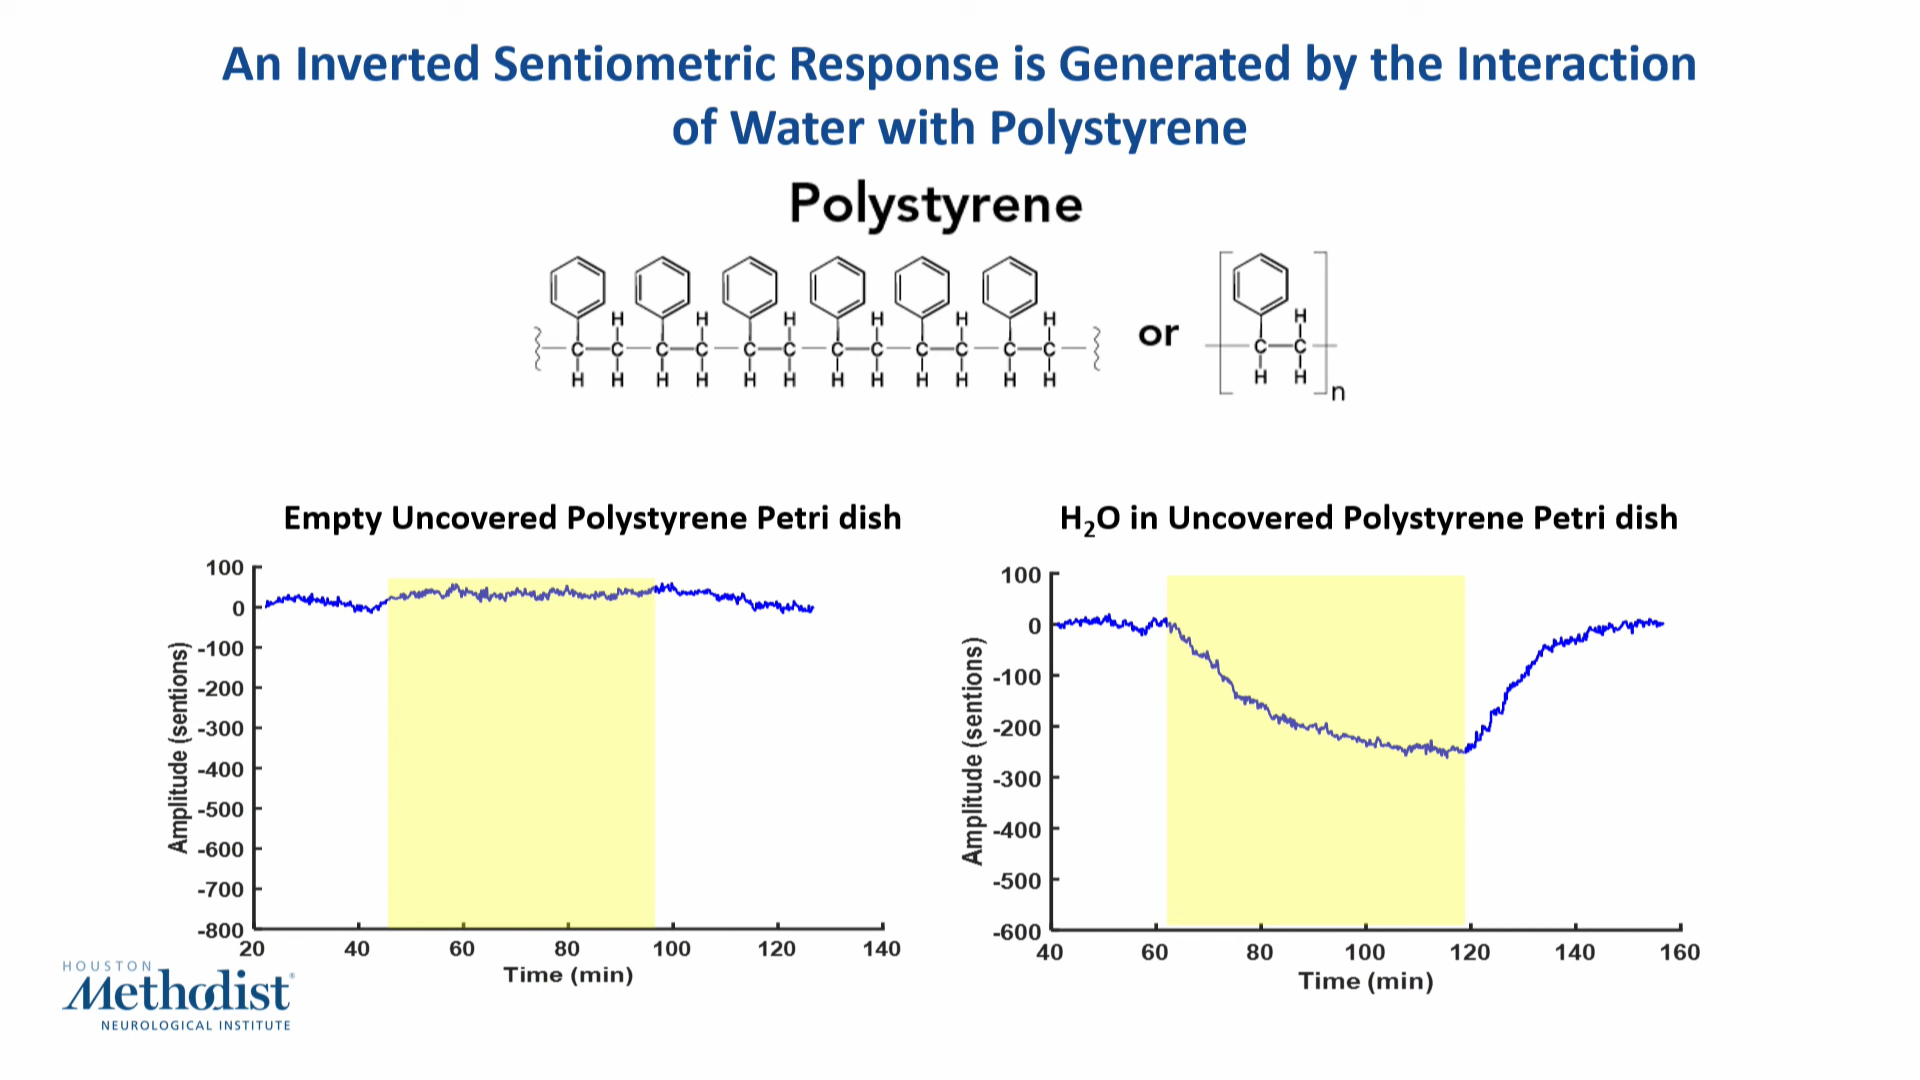 An Inverted Sentiometric Response is Generated by the Interaction
of Water with Polystyrene
Polystyrene
H H H H H H
C C C C C C C C C C C C
H H H H H H H H H H H H
or
H
C C
H H
n
Empty Uncovered Polystyrene Petri dish
100
0
-100
-200
-300
-400
-500
-600
-700
-800
Amplitude (sentions)
20 40 60 80 100 120 140
Time (min)
H₂O in Uncovered Polystyrene Petri dish
100
0
-100
-200
-300
-400
-500
-600
Amplitude (sentions)
40 60 80 100 120 140 160
Time (min)
HOUSTON
Methodist®
NEUROLOGICAL INSTITUTE